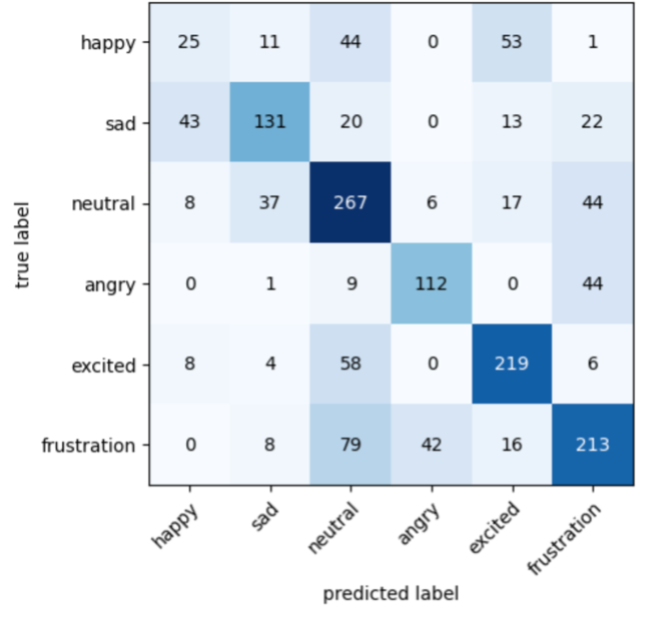 happy 25 11 44 0 53 1
sad 43 131 20 0 13 22
neutral 8 37 267 6 17 44
angry 0 1 9 112 0 44
excited 8 4 58 0 219 6
frustration 0 8 79 42 16 213
true label
happy sad neutral angry excited frustration
predicted label